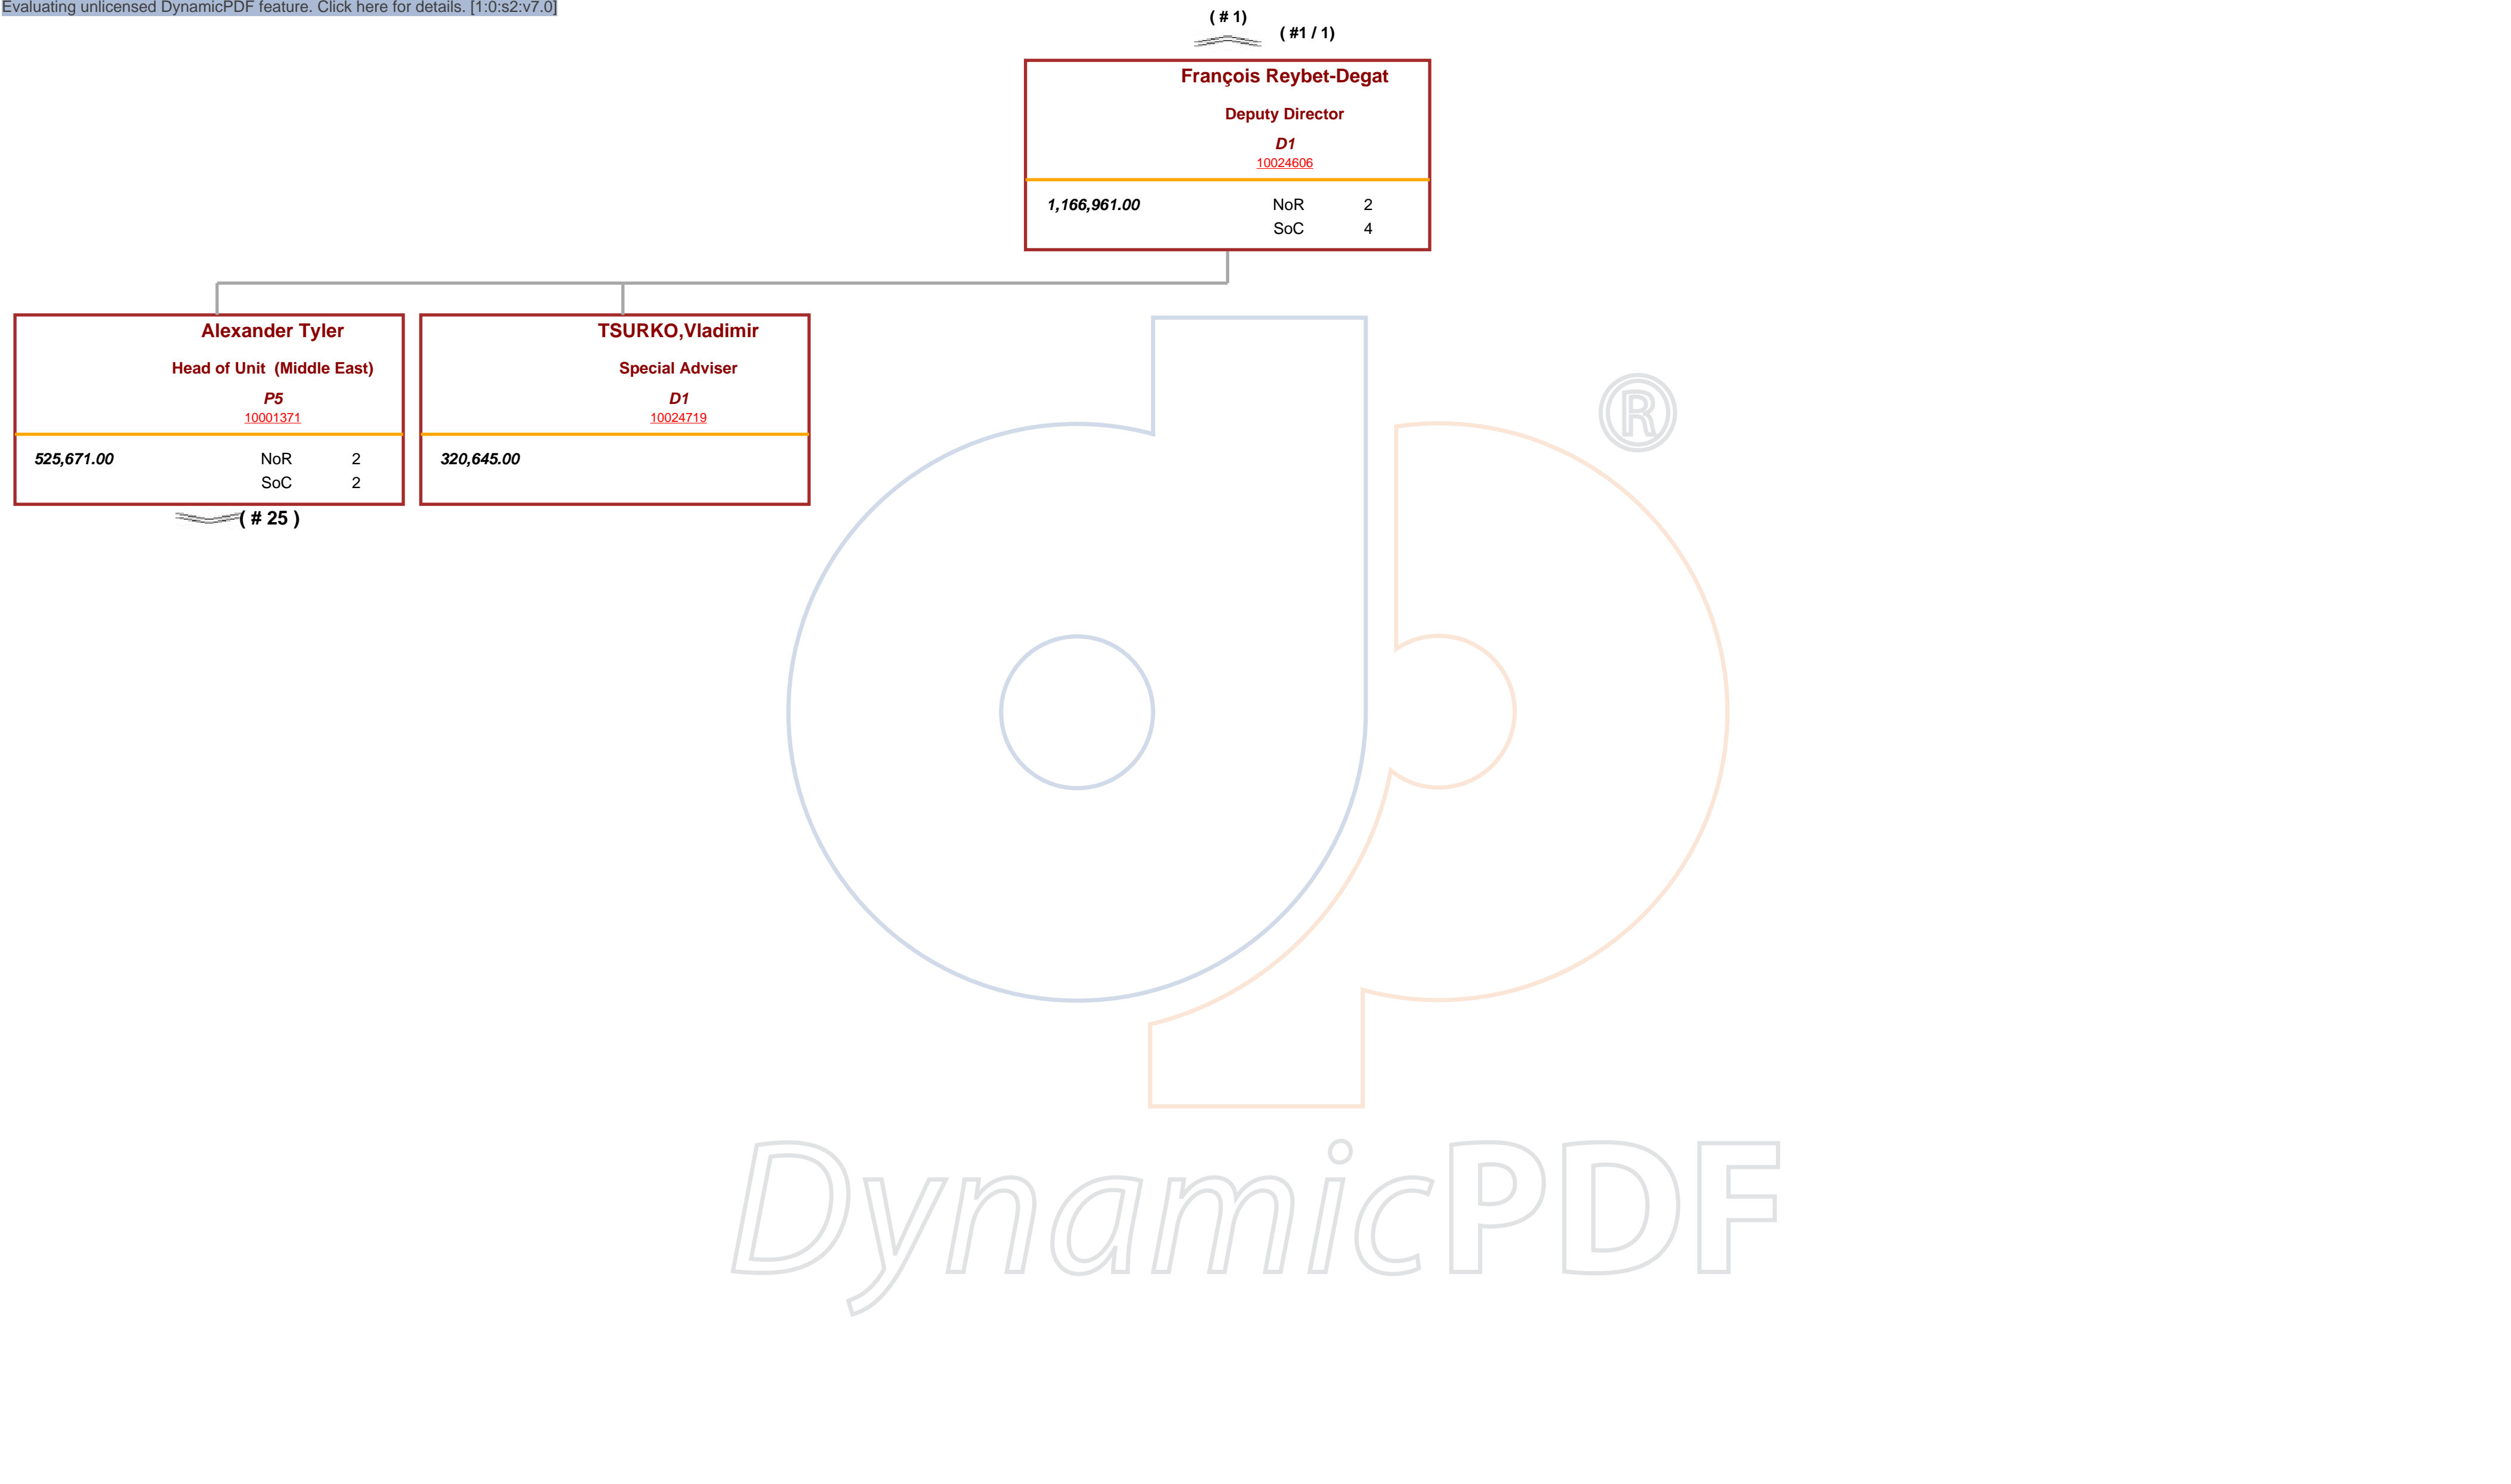 Evaluating unlicensed DynamicPDF feature. Click here for details. [1:0:s2:v7.0]
( # 1)
( #1 / 1)
François Reybet-Degat
Deputy Director
D1
10024606
1,166,961.00 NoR 2
SoC 4
Alexander Tyler
Head of Unit  (Middle East)
P5
10001371
525,671.00 NoR 2
SoC 2
( # 25 )
TSURKO,Vladimir
Special Adviser
D1
10024719
320,645.00
®
DynamicPDF